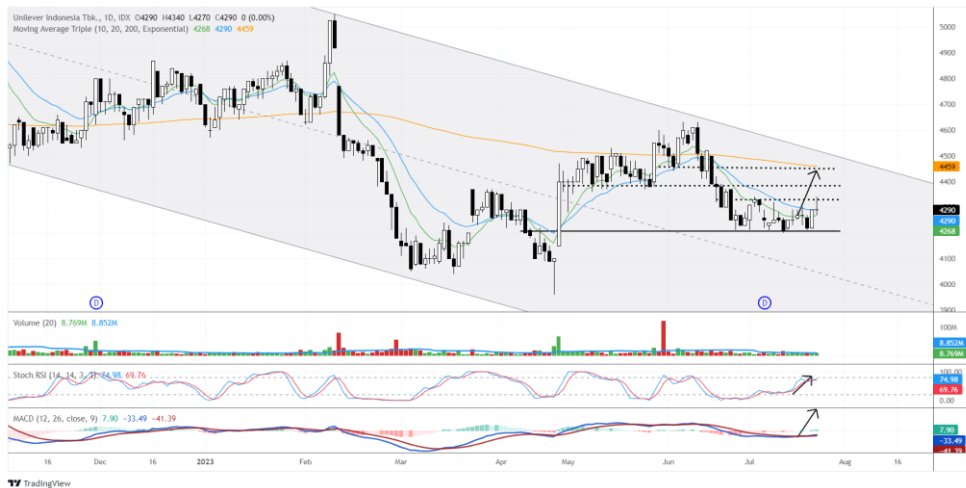 Unilever Indonesia Tbk., 1D, IDX O4290 H4340 L4270 C4290 0 (0.00%)
Moving Average Triple (10, 20, 200, Exponential) 4268 4290 4459
5000
4900
4800
4700
4600
4500
4459
4400
4300
4290
4290
4268
4100
4000
3900
D
D
Volume (20) 8.769M 8.852M
100M
8.852M
8.769M
Stoch RSI (14, 14, 3, 3) 74.98 69.76
100.00
74.98
69.76
0.00
MACD (12, 26, close, 9) 7.90 −33.49 −41.39
7.90
−33.49
−41.39
16 Dec 16 2023 Feb Mar Apr May Jun Jul Aug 16
TradingView